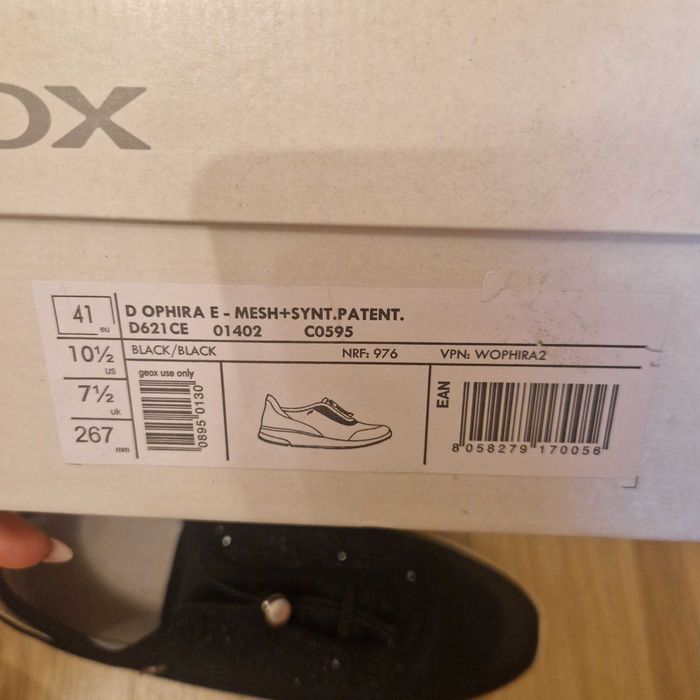 OX
41 eu
D OPHIRA E - MESH+SYNT.PATENT.
D621CE 01402 C0595
10½ us
BLACK/BLACK NRF: 976 VPN: WOPHIRA2
7½ uk
geox use only
0895 0130
EAN
8 058279 170056
267 mm